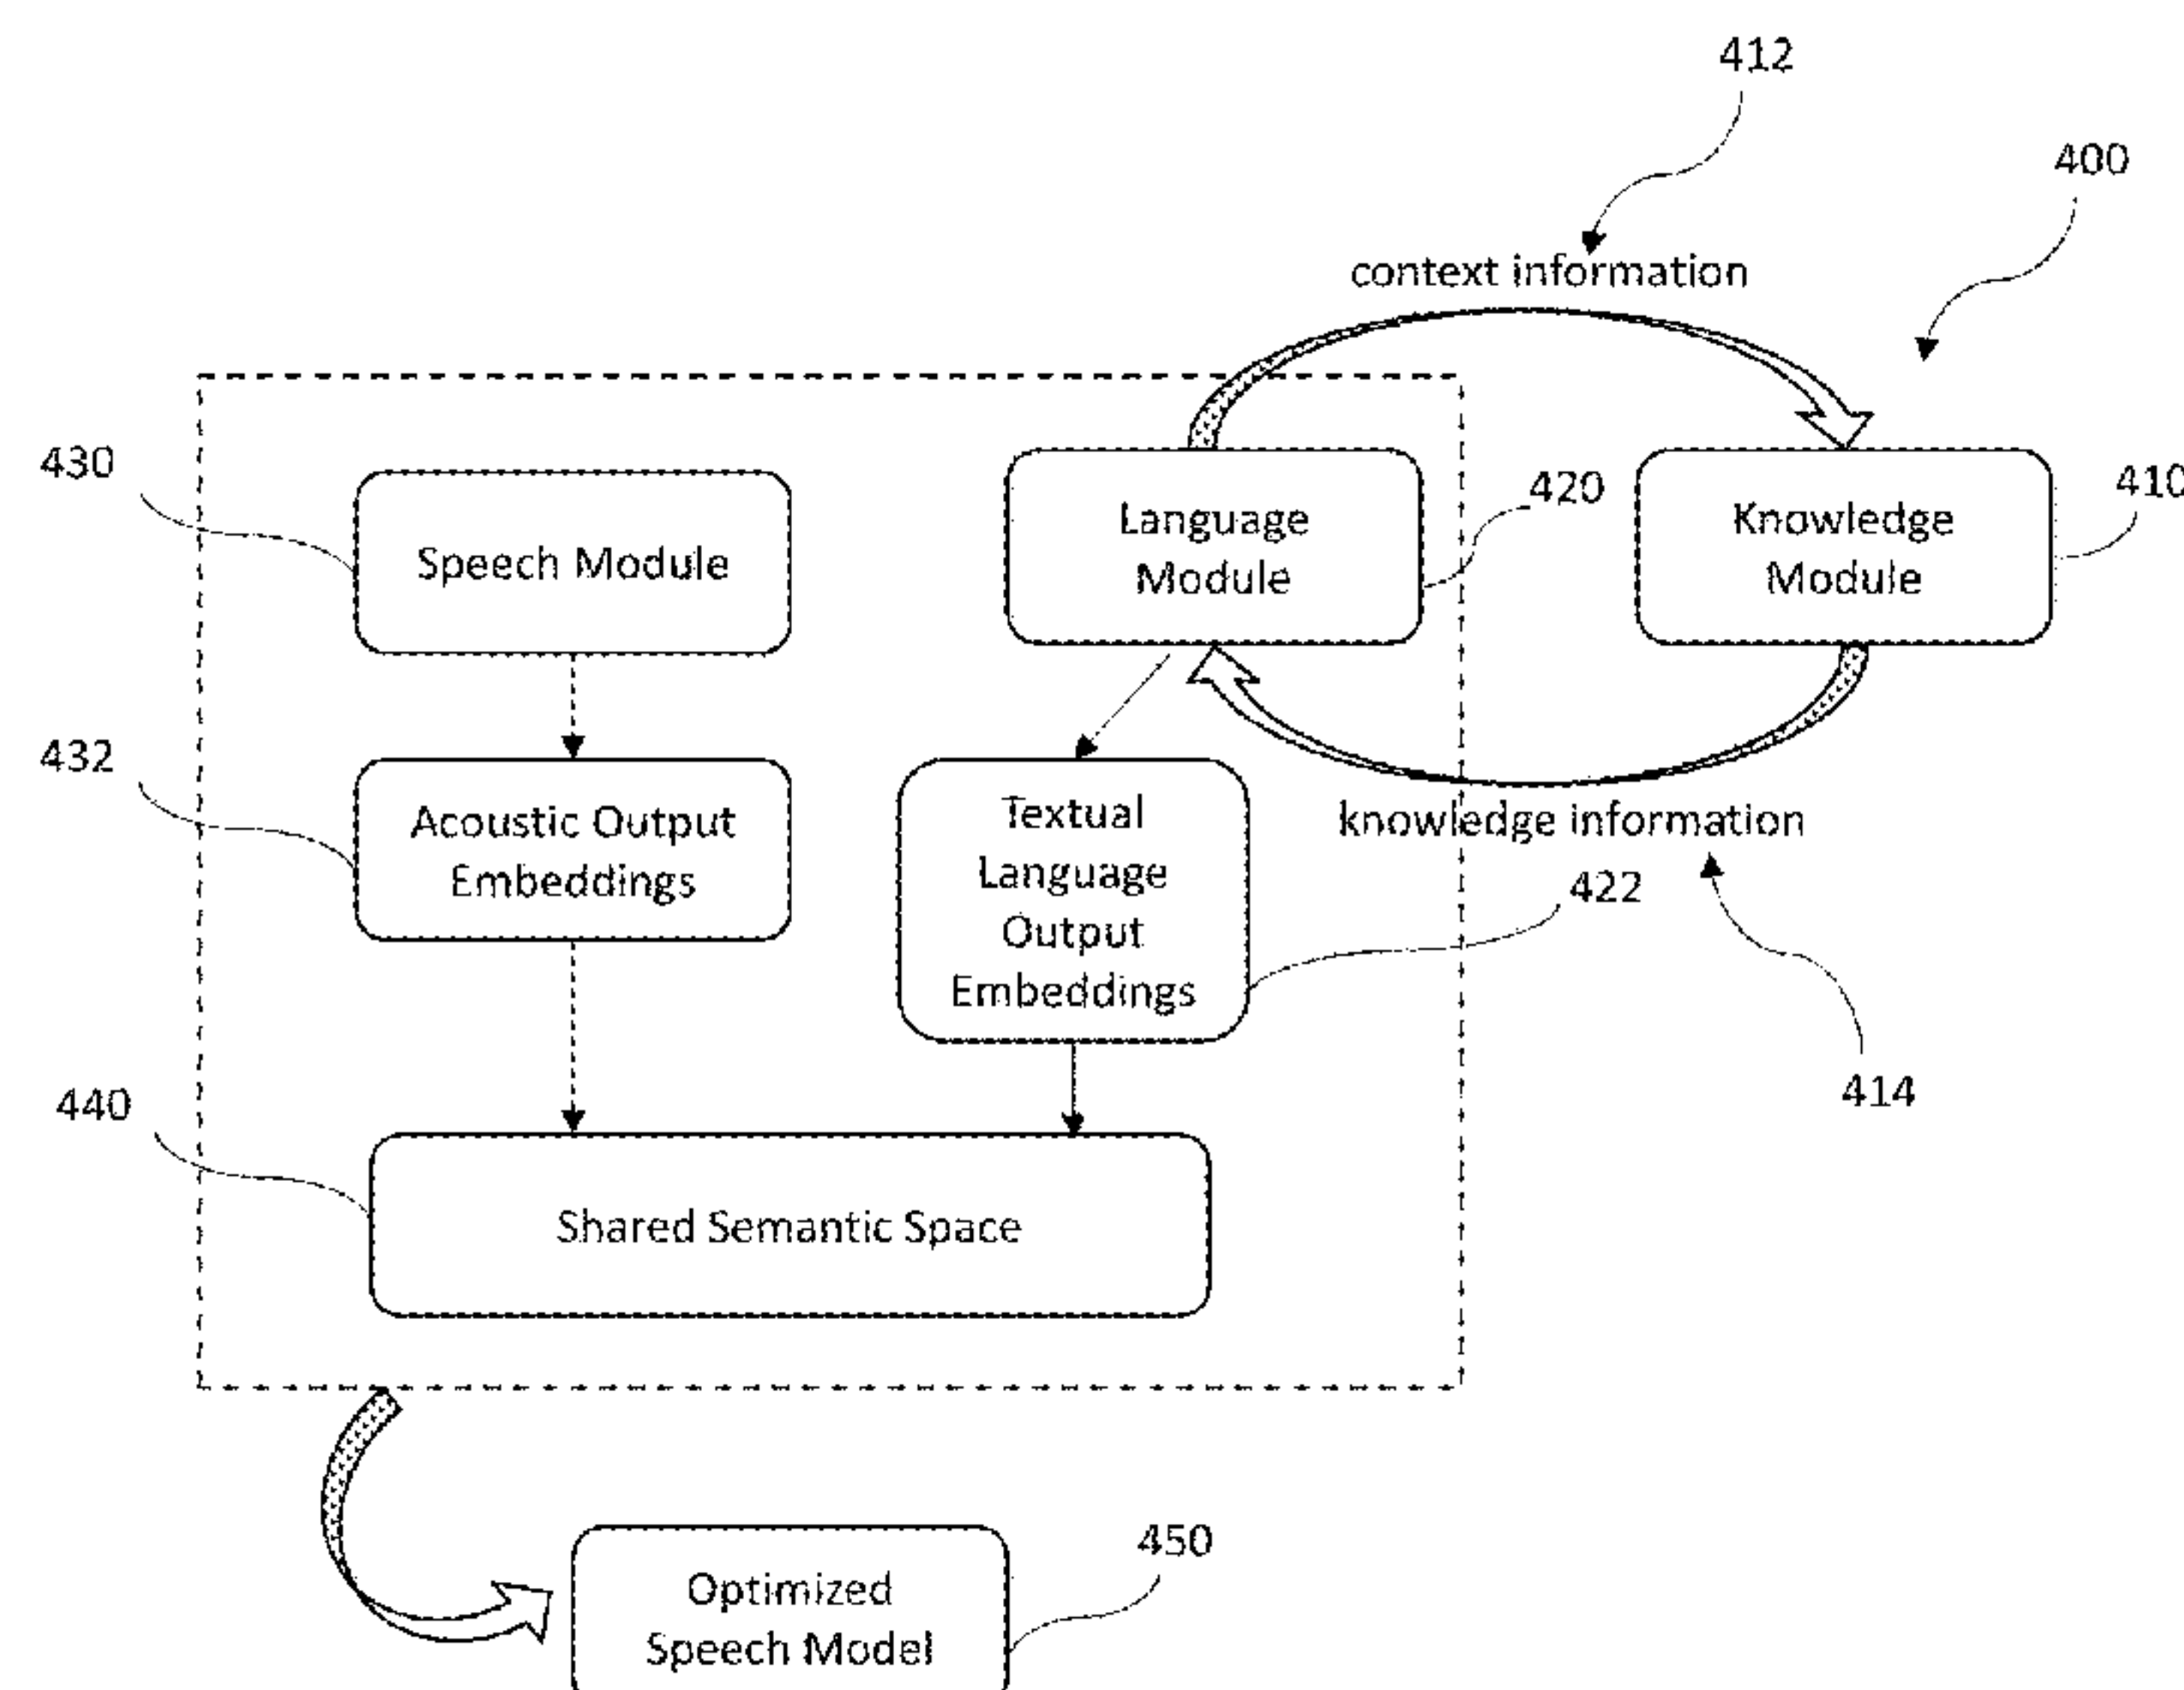 412
400
context information
430
Speech Module
Language
Module
420
Knowledge
Module
410
432
Acoustic Output
Embeddings
Textual
Language
Output
Embeddings
knowledge information
422
414
440
Shared Semantic Space
450
Optimized
Speech Model